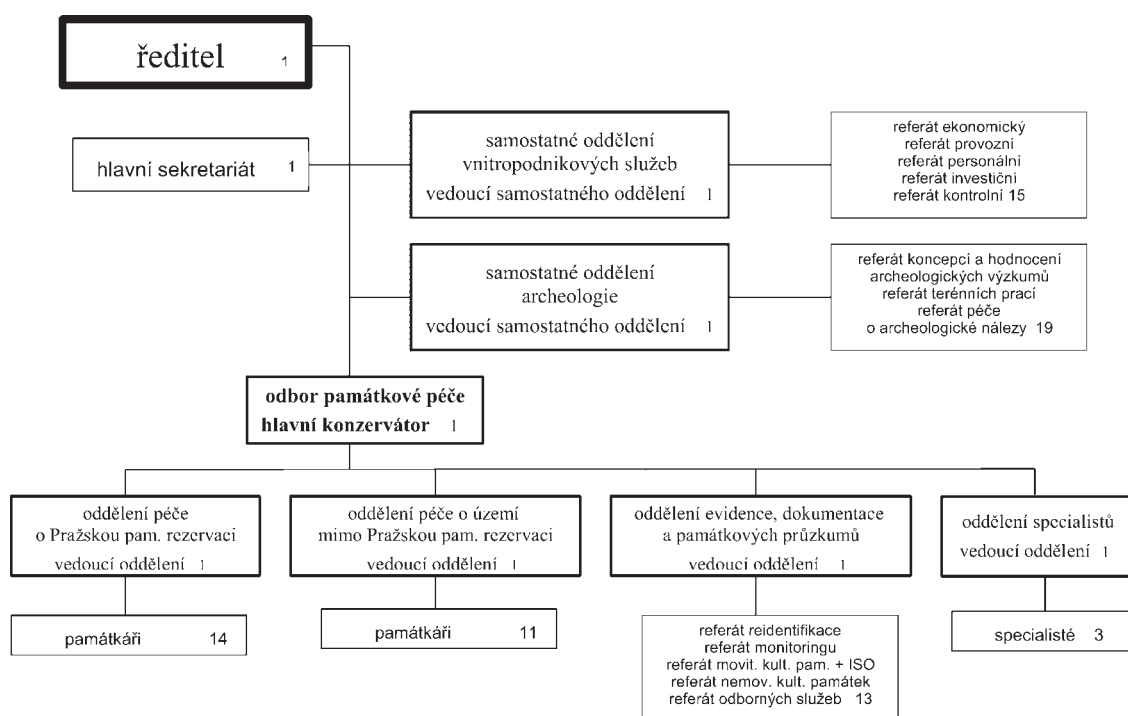 ředitel 1
hlavní sekretariát 1
samostatné oddělení
vnitropodnikových služeb
vedoucí samostatného oddělení 1
referát ekonomický
referát provozní
referát personální
referát investiční
referát kontrolní 15
samostatné oddělení
archeologie
vedoucí samostatného oddělení 1
referát koncepcí a hodnocení
archeologických výzkumů
referát terénních prací
referát péče
o archeologické nálezy 19
odbor památkové péče
hlavní konzervátor 1
oddělení péče
o Pražskou pam. rezervaci
vedoucí oddělení 1
oddělení péče o území
mimo Pražskou pam. rezervaci
vedoucí oddělení 1
oddělení evidence, dokumentace
a památkových průzkumů
vedoucí oddělení 1
oddělení specialistů
vedoucí oddělení 1
památkáři 14
památkáři 11
referát reidentifikace
referát monitoringu
referát movit. kult. pam. + ISO
referát nemov. kult. památek
referát odborných služeb 13
specialisté 3